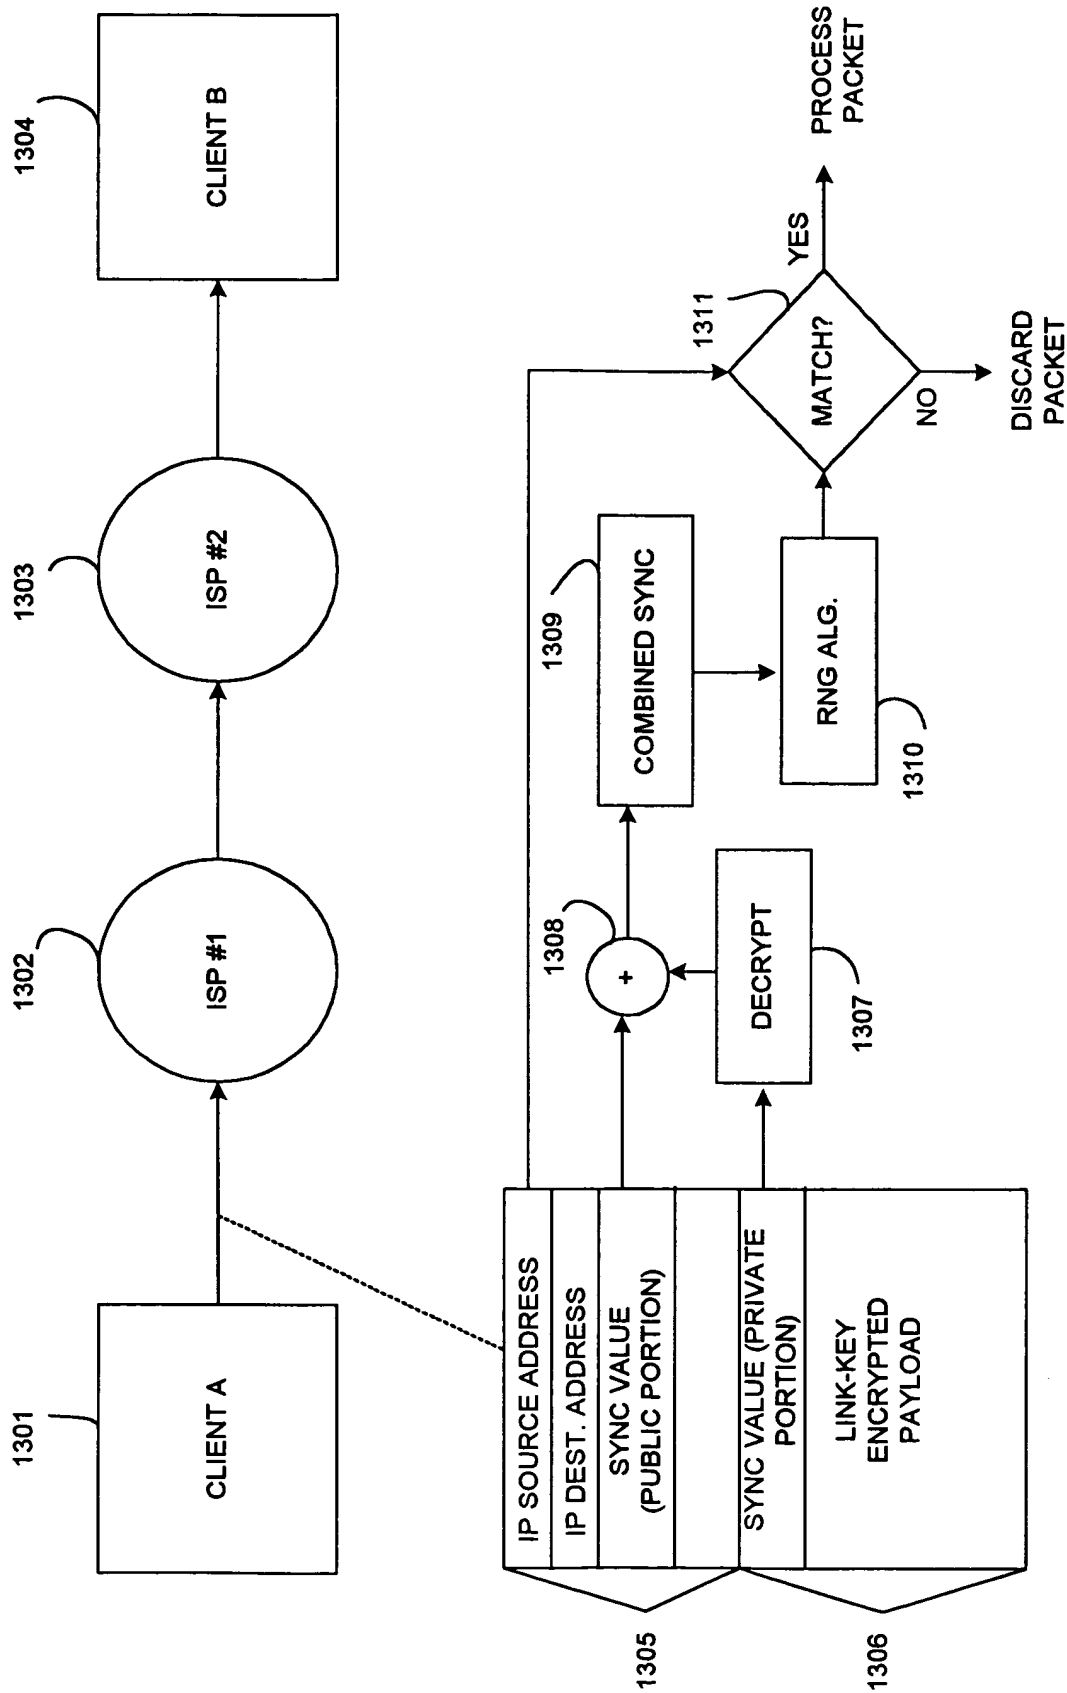 1301
CLIENT A
1302
ISP #1
1303
ISP #2
1304
CLIENT B
IP SOURCE ADDRESS
IP DEST. ADDRESS
SYNC VALUE
(PUBLIC PORTION)
SYNC VALUE (PRIVATE
PORTION)
LINK-KEY
ENCRYPTED
PAYLOAD
1305
1306
DECRYPT
1307
+
1308
COMBINED SYNC
1309
RNG ALG.
1310
MATCH?
1311
YES
PROCESS
PACKET
NO
DISCARD
PACKET